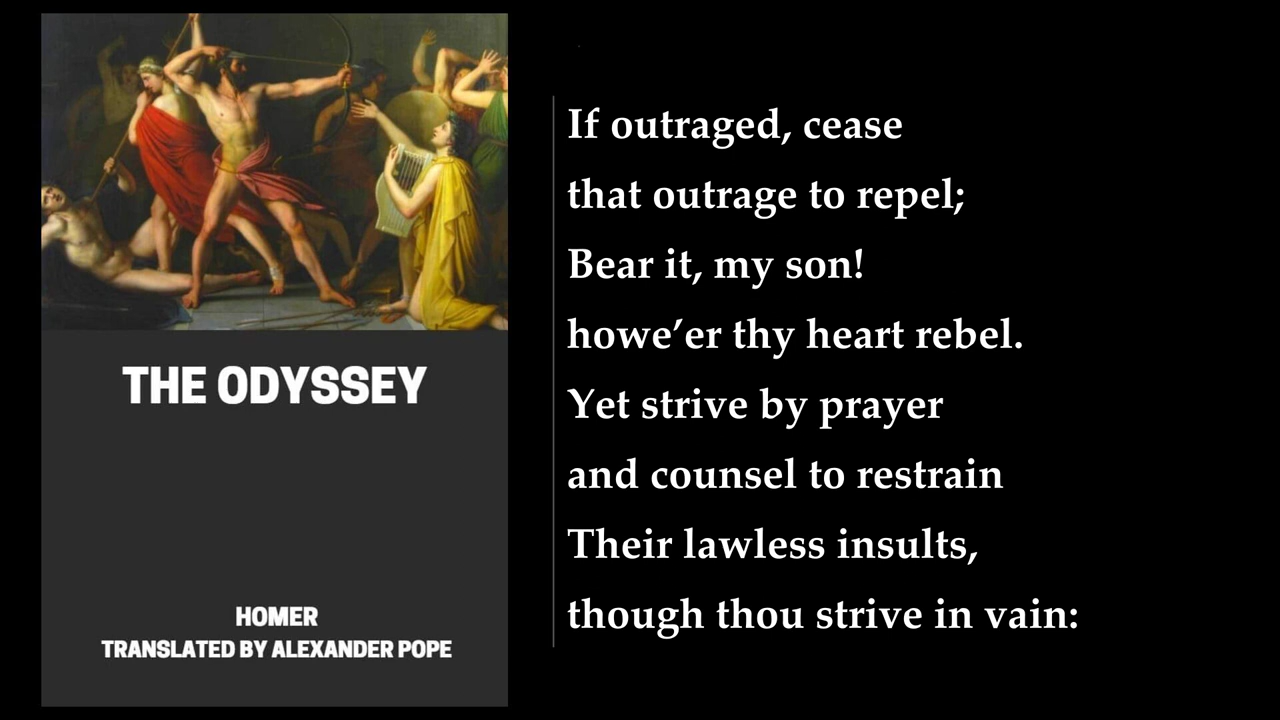 THE ODYSSEY
HOMER
TRANSLATED BY ALEXANDER POPE
If outraged, cease
that outrage to repel;
Bear it, my son!
howe’er thy heart rebel.
Yet strive by prayer
and counsel to restrain
Their lawless insults,
though thou strive in vain: